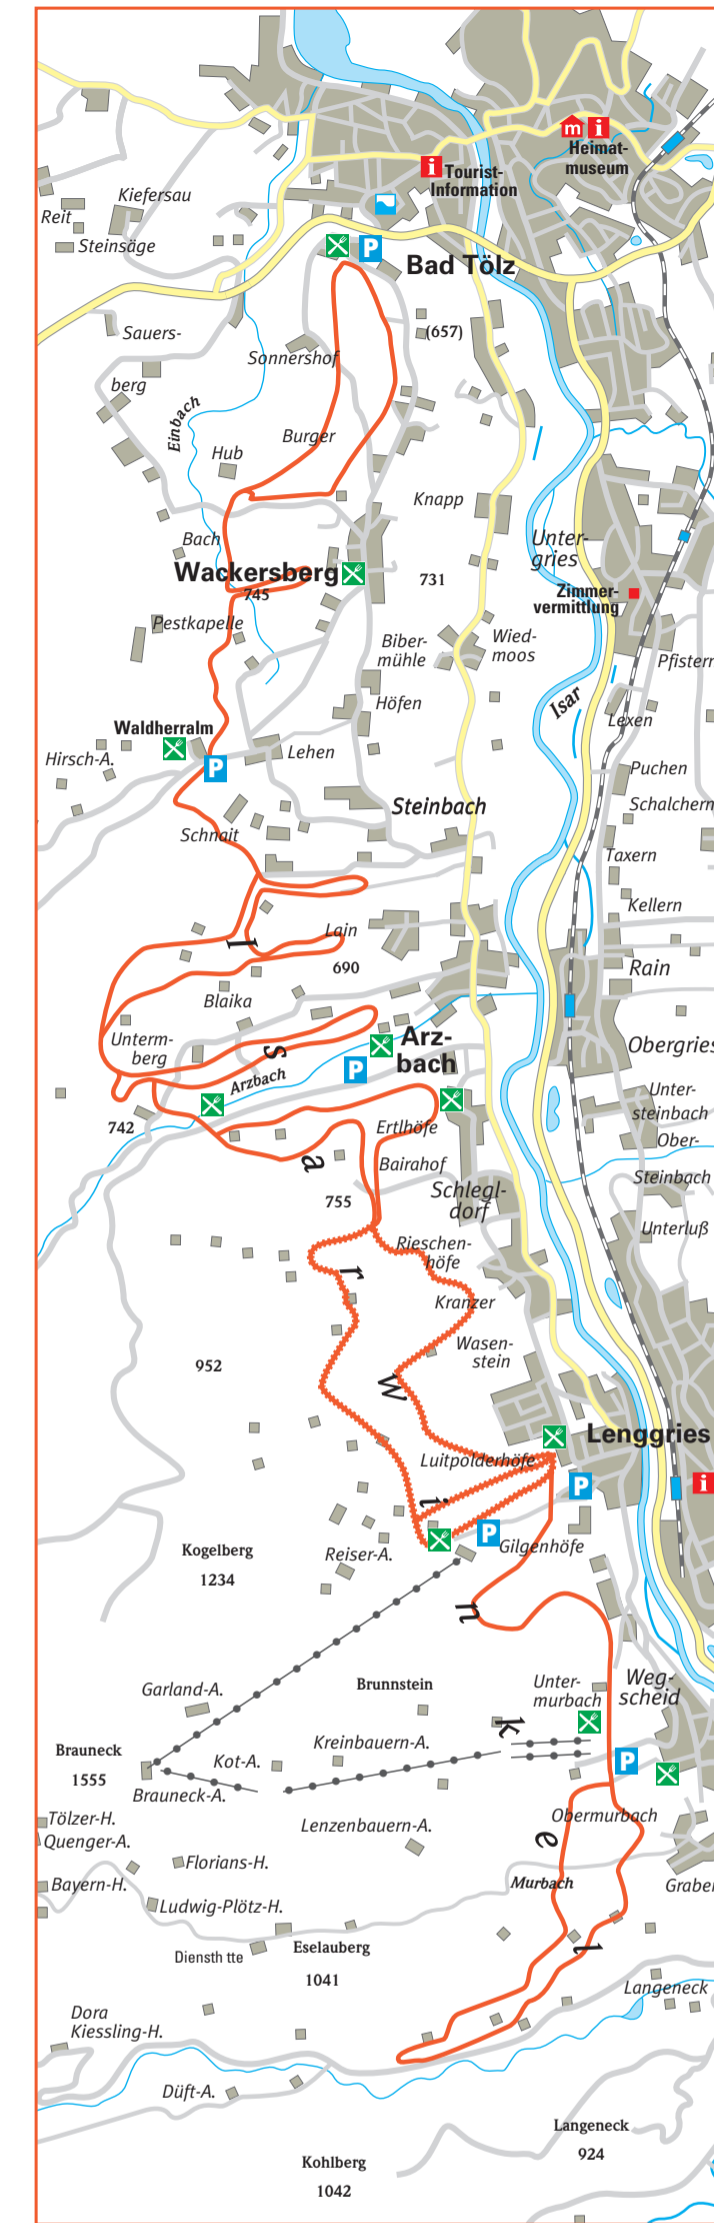 m
i
Heimat-
museum
i
Tourist-
Information
Kiefersau
Reit
Steinsäge
P
Bad Tölz
Sauers-
berg
(657)
Sonnershof
Einbach
Burger
Hub
Knapp
Bach
Unter-
gries
Wackersberg
745
731
Zimmer-
vermittlung
Pestkapelle
Biber-
mühle
Wied-
moos
Pfistern
Isar
Höfen
Lexen
Waldherralm
Hirsch-A.
P
Lehen
Puchen
Steinbach
Schalchern
Schnait
Taxern
Kellern
l
Lain
690
Rain
Blaika
Unterm-
berg
s
Arz-
bach
P
Arzbach
Obergries
742
Ertlhöfe
Unter-
steinbach
Ober-
Steinbach
a
Bairahof
755
Schlegl-
dorf
Unterluß
Rieschen-
höfe
r
Kranzer
Wasen-
stein
952
w
Lenggries
Luitpolderhöfe
i
P
i
P
Gilgenhöfe
Kogelberg
1234
Reiser-A.
n
Garland-A.
Brunnstein
Unter-
murbach
Weg-
scheid
k
Kreinbauern-A.
Brauneck
1555
Kot-A.
P
Brauneck-A.
Tölzer-H.
Quenger-A.
Lenzenbauern-A.
Obermurbach
e
Florians-H.
Bayern-H.
Murbach
Ludwig-Plötz-H.
Diensth tte
Eselauberg
1041
l
Langeneck
Dora
Kiessling-H.
Düft-A.
Langeneck
924
Kohlberg
1042